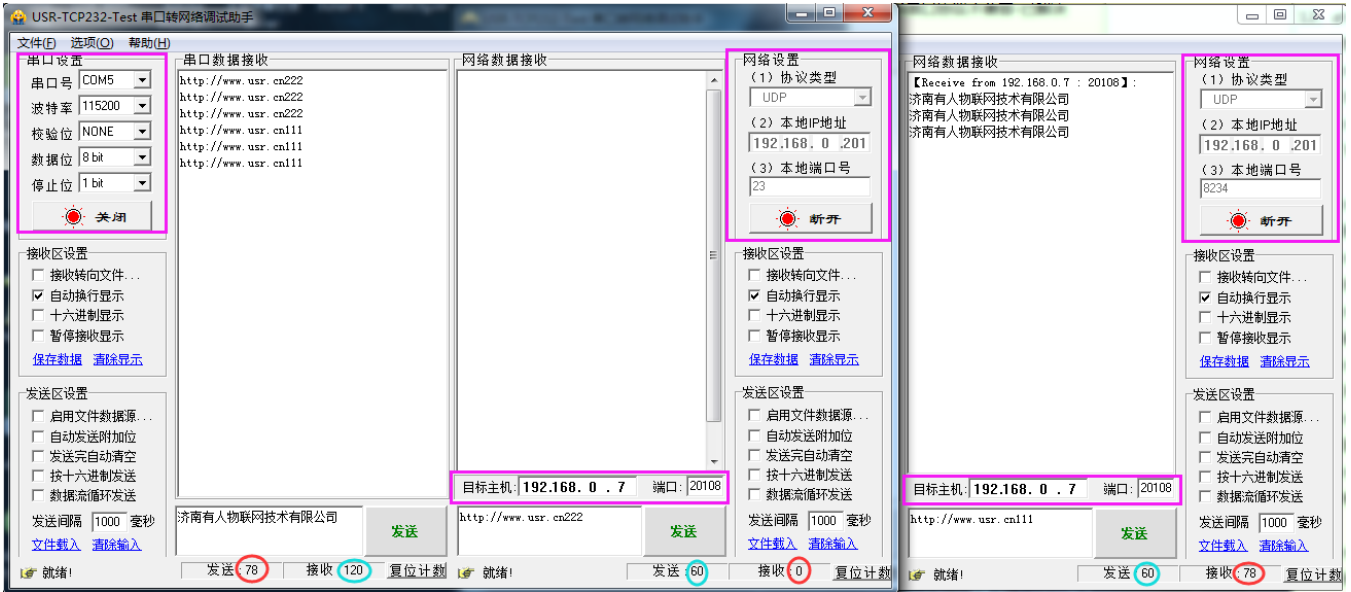 USR-TCP232-Test 串口转网络调试助手
文件(F) 选项(O) 帮助(H)
串口设置
串口号 COM5
波特率 115200
校验位 NONE
数据位 8 bit
停止位 1 bit
关闭
接收区设置
接收转向文件...
自动换行显示
十六进制显示
暂停接收显示
保存数据 清除显示
发送区设置
启用文件数据源...
自动发送附加位
发送完自动清空
按十六进制发送
数据流循环发送
发送间隔 1000 毫秒
文件载入 清除输入
就绪!
串口数据接收
http://www.usr.cn222
http://www.usr.cn222
http://www.usr.cn222
http://www.usr.cn111
http://www.usr.cn111
http://www.usr.cn111
济南有人物联网技术有限公司
发送
发送:78 接收 120 复位计数
网络数据接收
目标主机: 192.168. 0 . 7 端口: 20108
http://www.usr.cn222
发送
就绪!
发送:60 接收:0 复位计数
网络设置
(1) 协议类型
UDP
(2) 本地IP地址
192.168. 0 .201
(3) 本地端口号
23
断开
接收区设置
接收转向文件...
自动换行显示
十六进制显示
暂停接收显示
保存数据 清除显示
发送区设置
启用文件数据源...
自动发送附加位
发送完自动清空
按十六进制发送
数据流循环发送
发送间隔 1000 毫秒
文件载入 清除输入
网络数据接收
【Receive from 192.168.0.7 : 20108】:
济南有人物联网技术有限公司
济南有人物联网技术有限公司
济南有人物联网技术有限公司
目标主机: 192.168. 0 . 7 端口: 20108
http://www.usr.cn111
发送
就绪!
发送:60 接收:78 复位计数
网络设置
(1) 协议类型
UDP
(2) 本地IP地址
192.168. 0 .201
(3) 本地端口号
8234
断开
接收区设置
接收转向文件...
自动换行显示
十六进制显示
暂停接收显示
保存数据 清除显示
发送区设置
启用文件数据源...
自动发送附加位
发送完自动清空
按十六进制发送
数据流循环发送
发送间隔 1000 毫秒
文件载入 清除输入